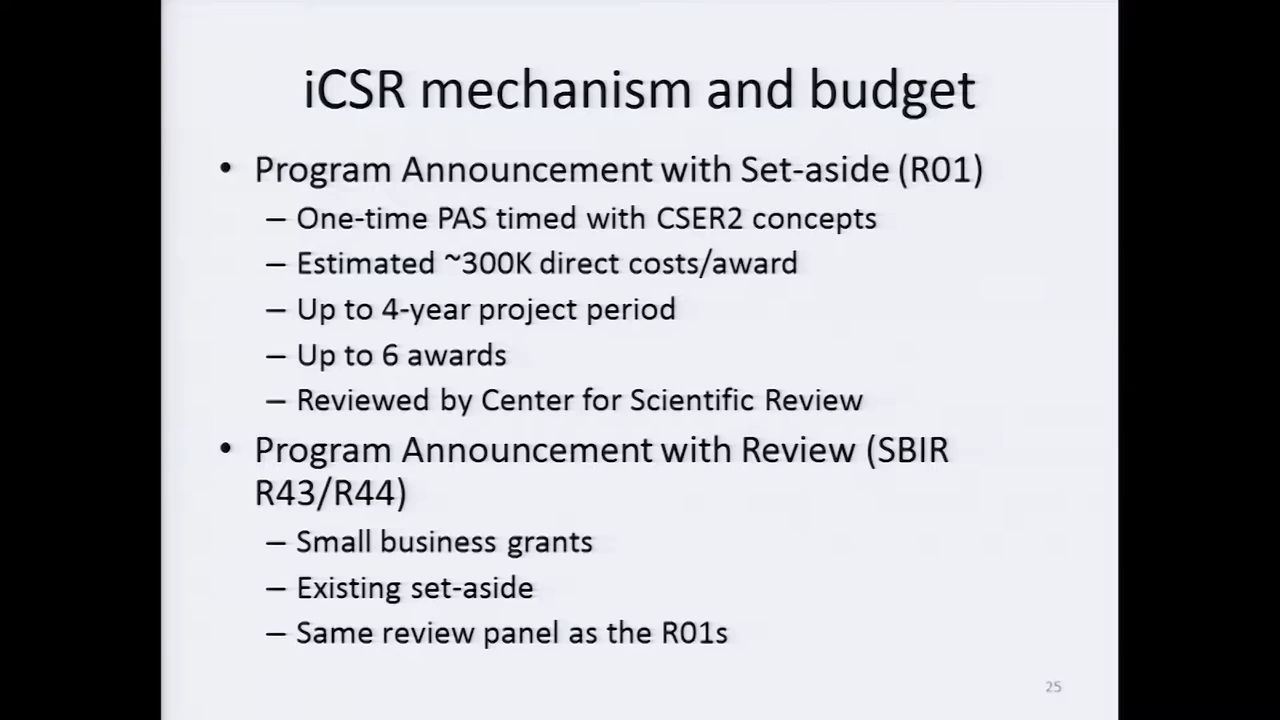 iCSR mechanism and budget
• Program Announcement with Set-aside (R01)
– One-time PAS timed with CSER2 concepts
– Estimated ~300K direct costs/award
– Up to 4-year project period
– Up to 6 awards
– Reviewed by Center for Scientific Review
• Program Announcement with Review (SBIR
R43/R44)
– Small business grants
– Existing set-aside
– Same review panel as the R01s
25